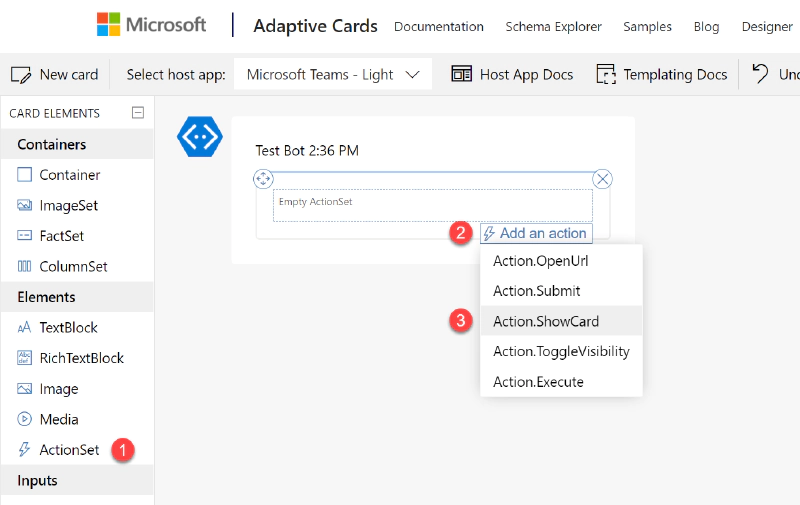 Microsoft | Adaptive Cards Documentation Schema Explorer Samples Blog Designer
New card Select host app: Microsoft Teams - Light Host App Docs Templating Docs Und
CARD ELEMENTS
Containers
Container
ImageSet
FactSet
ColumnSet
Elements
TextBlock
RichTextBlock
Image
Media
ActionSet 1
Inputs
Test Bot 2:36 PM
Empty ActionSet
2 Add an action
Action.OpenUrl
Action.Submit
3 Action.ShowCard
Action.ToggleVisibility
Action.Execute